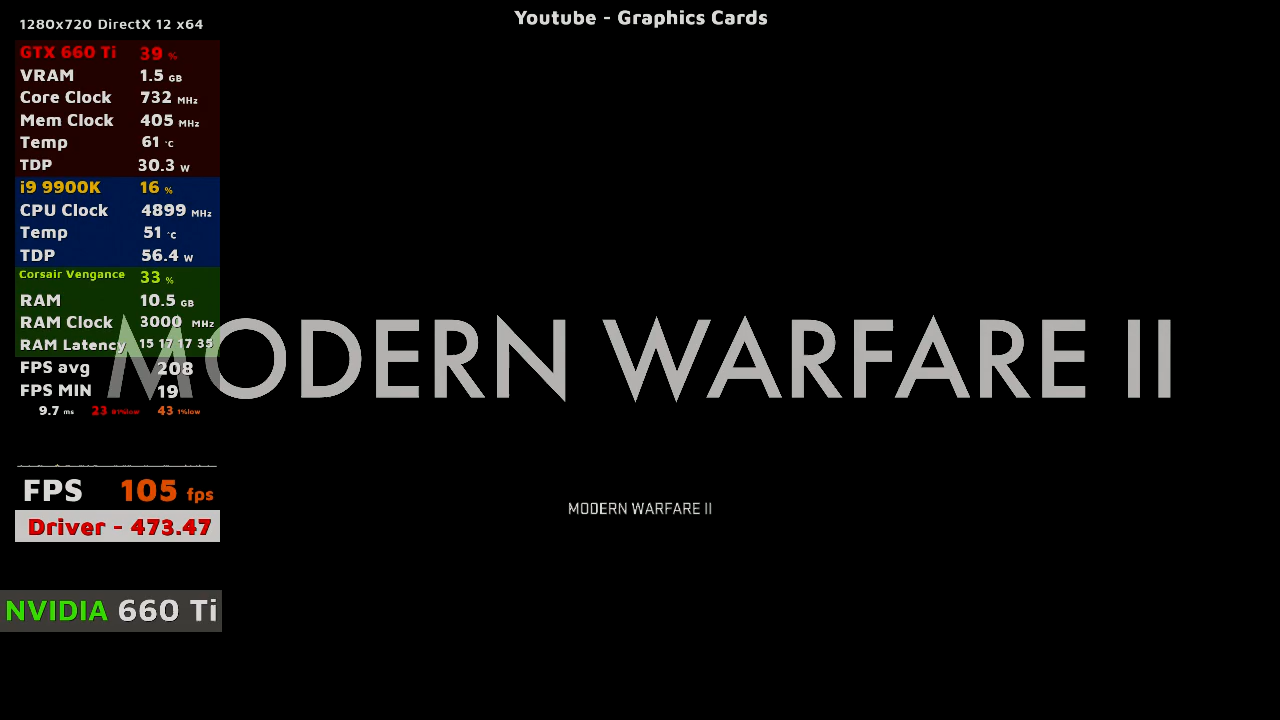 Youtube - Graphics Cards
1280x720 DirectX 12 x64
GTX 660 Ti 39 %
VRAM 1.5 GB
Core Clock 732 MHz
Mem Clock 405 MHz
Temp 61 °C
TDP 30.3 W
i9 9900K 16 %
CPU Clock 4899 MHz
Temp 51 °C
TDP 56.4 W
Corsair Vengance 33 %
RAM 10.5 GB
RAM Clock 3000 MHz
RAM Latency 15 17 17 35
MODERN WARFARE II
FPS avg 208
FPS MIN 19
9.7 ms 23 01%low 43 1%low
FPS 105 fps
MODERN WARFARE II
Driver - 473.47
NVIDIA 660 Ti